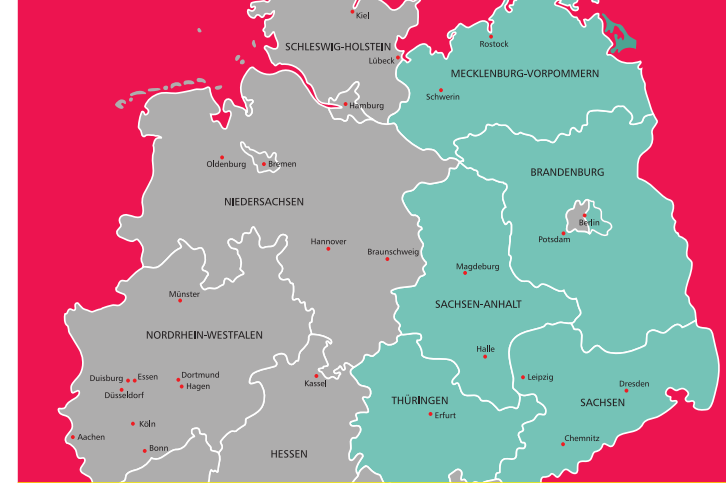 Kiel
SCHLESWIG-HOLSTEIN
Rostock
Lübeck
MECKLENBURG-VORPOMMERN
Schwerin
Hamburg
Oldenburg
Bremen
BRANDENBURG
NIEDERSACHSEN
Berlin
Potsdam
Hannover
Braunschweig
Magdeburg
Münster
SACHSEN-ANHALT
NORDRHEIN-WESTFALEN
Halle
Duisburg
Essen
Dortmund
Kassel
Leipzig
Dresden
Hagen
Düsseldorf
THÜRINGEN
SACHSEN
Erfurt
Köln
Aachen
Chemnitz
Bonn
HESSEN